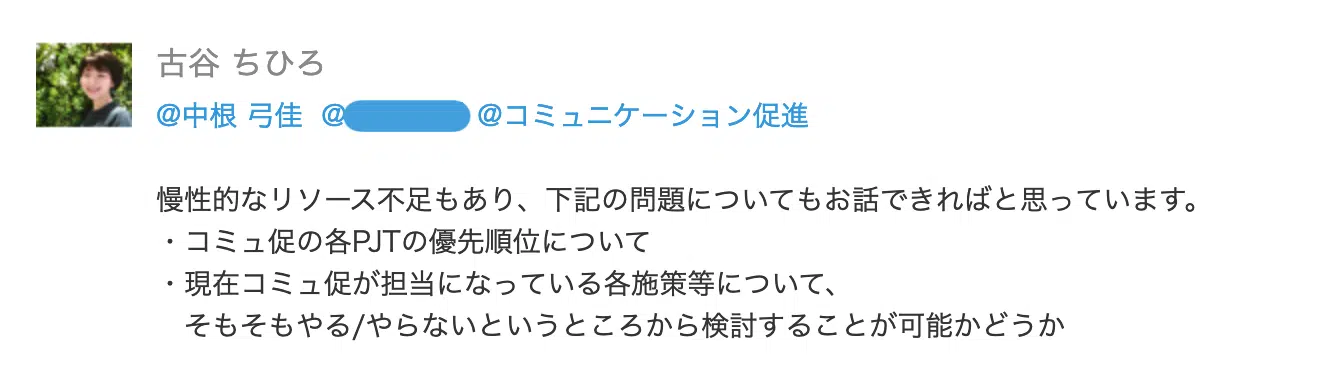 古谷 ちひろ
@中根 弓佳 @ @コミュニケーション促進
慢性的なリソース不足もあり、下記の問題についてもお話できればと思っています。
・コミュ促の各PJTの優先順位について
・現在コミュ促が担当になっている各施策等について、
そもそもやる/やらないというところから検討することが可能かどうか